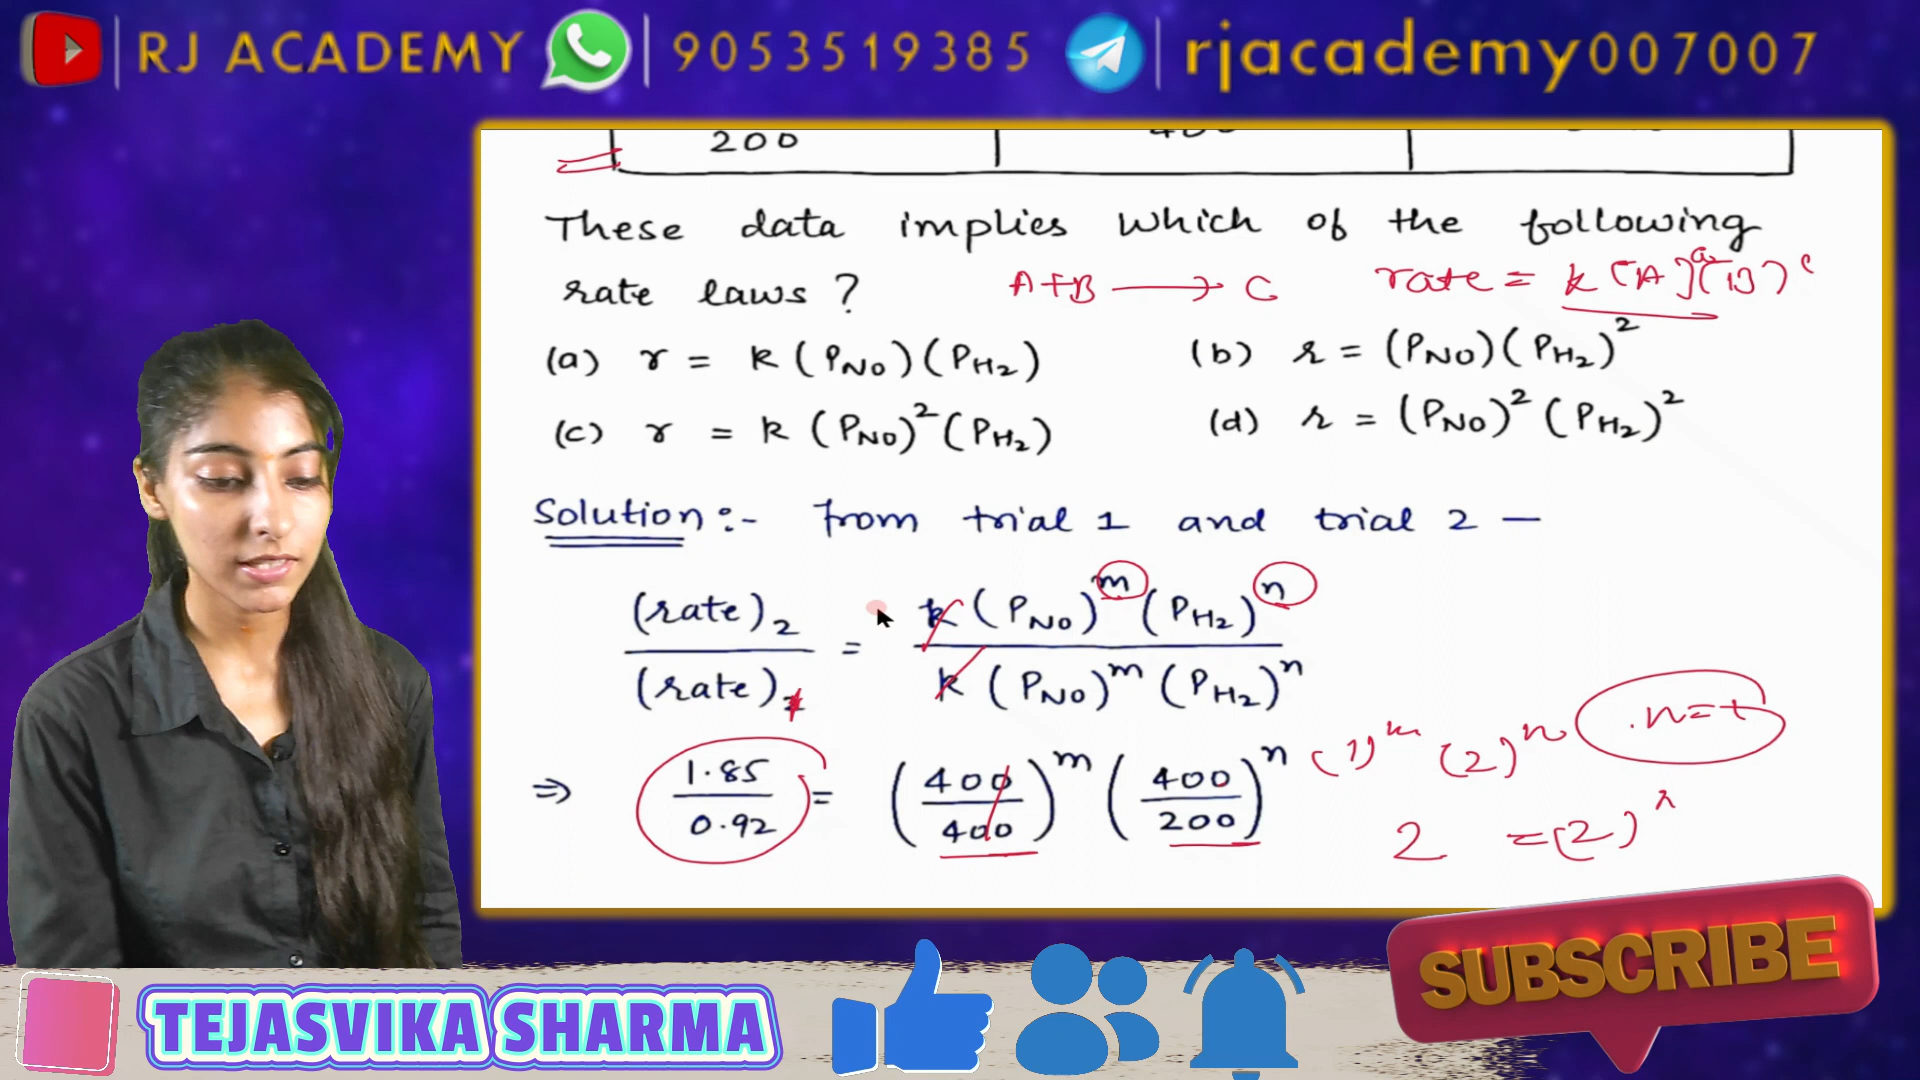 RJ ACADEMY 9053519385 rjacademy007007
200
These data implies which of the following
rate laws ? A+B → C rate = k [A]ᵃ [B]
(a) r = k (P_NO) (P_H₂) (b) r = (P_NO) (P_H₂)²
(c) r = k (P_NO)² (P_H₂) (d) r = (P_NO)² (P_H₂)²
Solution :- from trial 1 and trial 2 —
(rate)₂ / (rate)₁ = k (P_NO)ᵐ (P_H₂)ⁿ / k (P_NO)ᵐ (P_H₂)ⁿ
⇒ 1.85 / 0.92 = (400 / 400)ᵐ (400 / 200)ⁿ (1)ᵐ (2)ⁿ n=1
2 = (2)
TEJASVIKA SHARMA
SUBSCRIBE